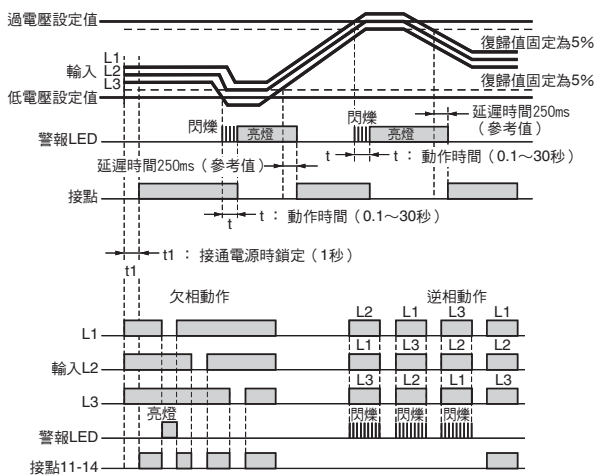 過電壓設定值
復歸值固定為5%
L1
輸入 L2
L3
復歸值固定為5%
低電壓設定值
延遲時間250ms
(參考值)
閃爍
閃爍
警報LED
亮燈
亮燈
延遲時間250ms(參考值)
t
t : 動作時間(0.1~30秒)
接點
t : 動作時間(0.1~30秒)
t
t1 : 接通電源時鎖定(1秒)
t1
欠相動作
逆相動作
L2 L1 L3 L1
L1
L1 L3 L2 L2
輸入L2
L3 L2 L1 L3
L3
亮燈
閃爍 閃爍 閃爍
警報LED
接點11-14